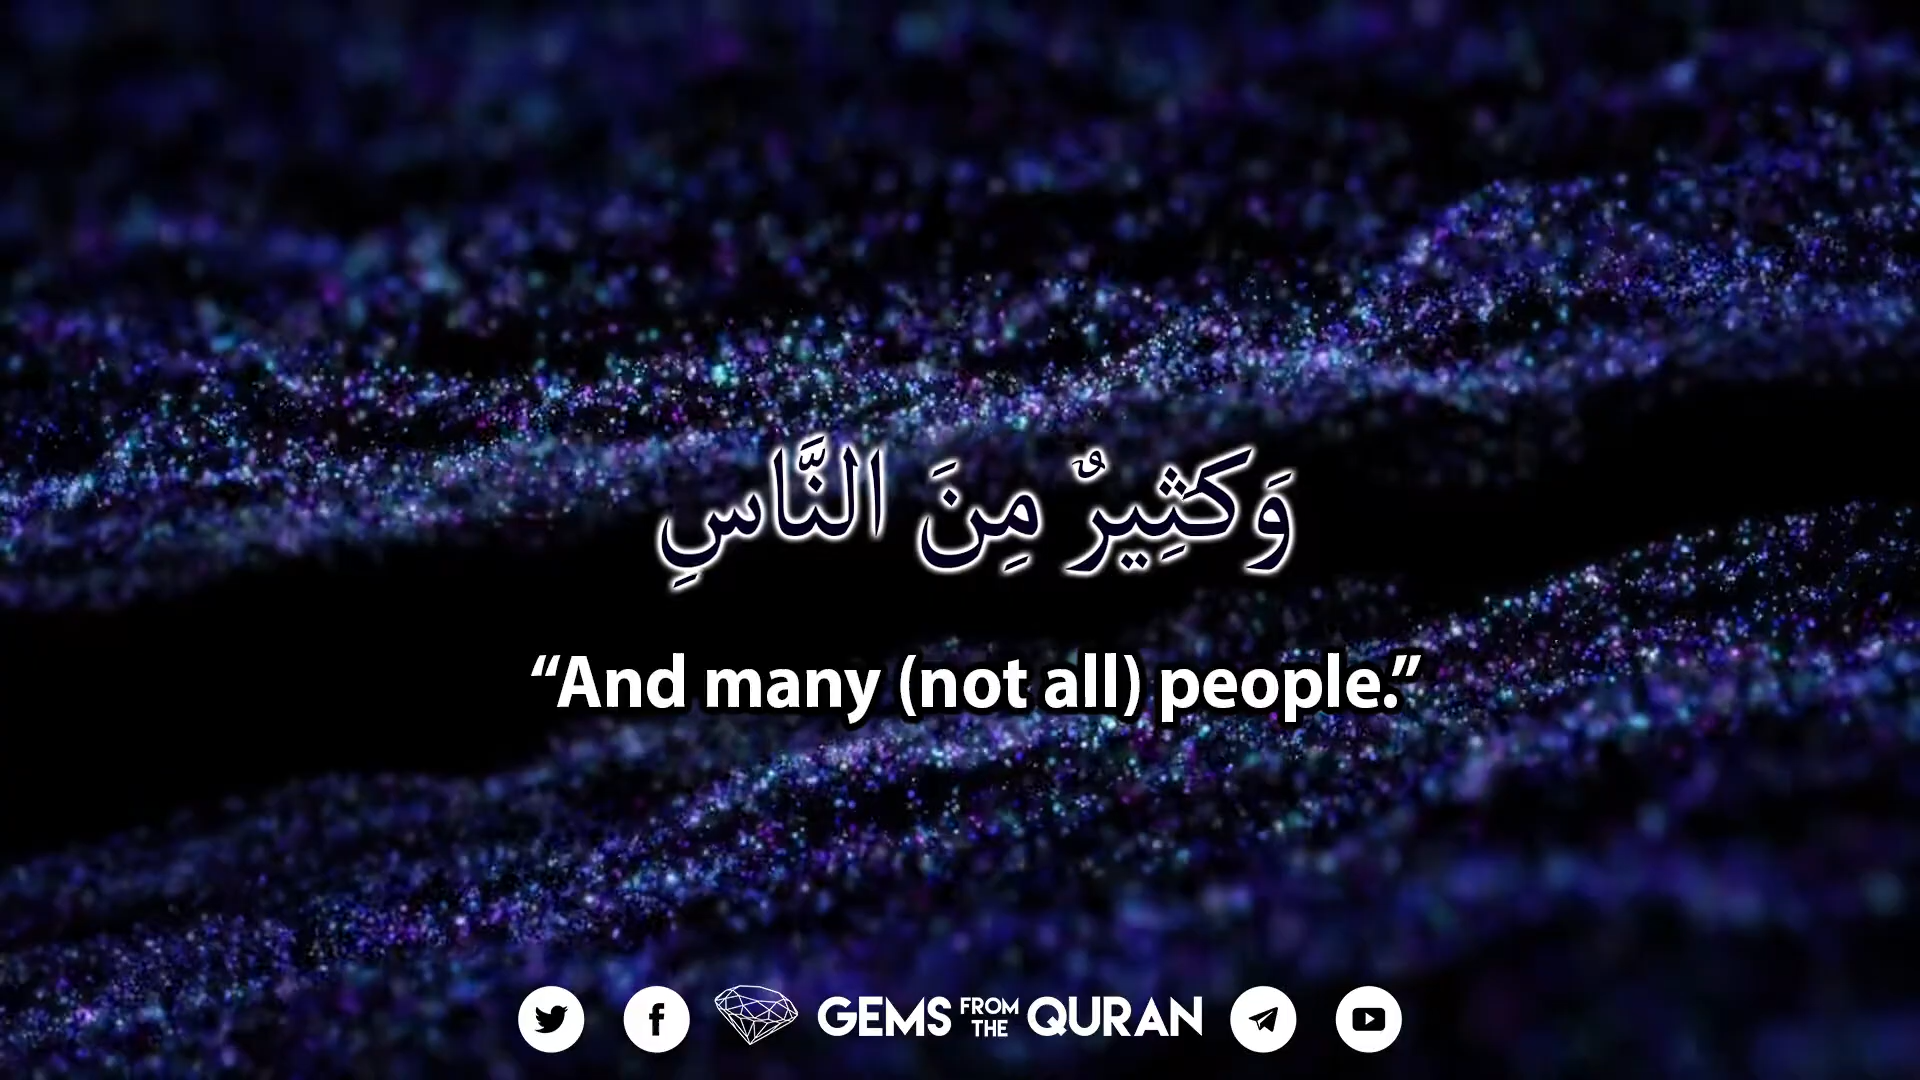 وَكَثِيرٌ مِنَ النَّاسِ
“And many (not all) people.”
GEMS FROM THE QURAN